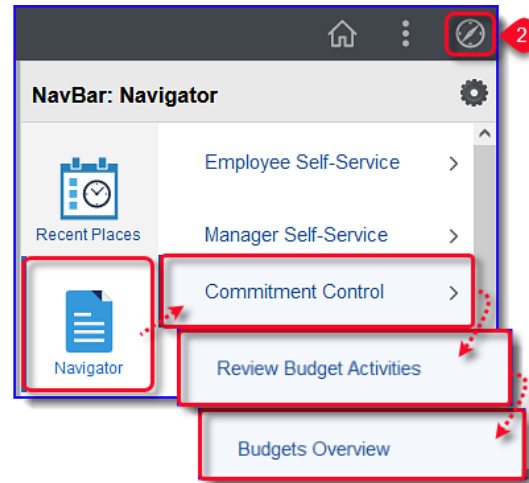 2
NavBar: Navigator
Recent Places
Navigator
Employee Self-Service
Manager Self-Service
Commitment Control
Review Budget Activities
Budgets Overview